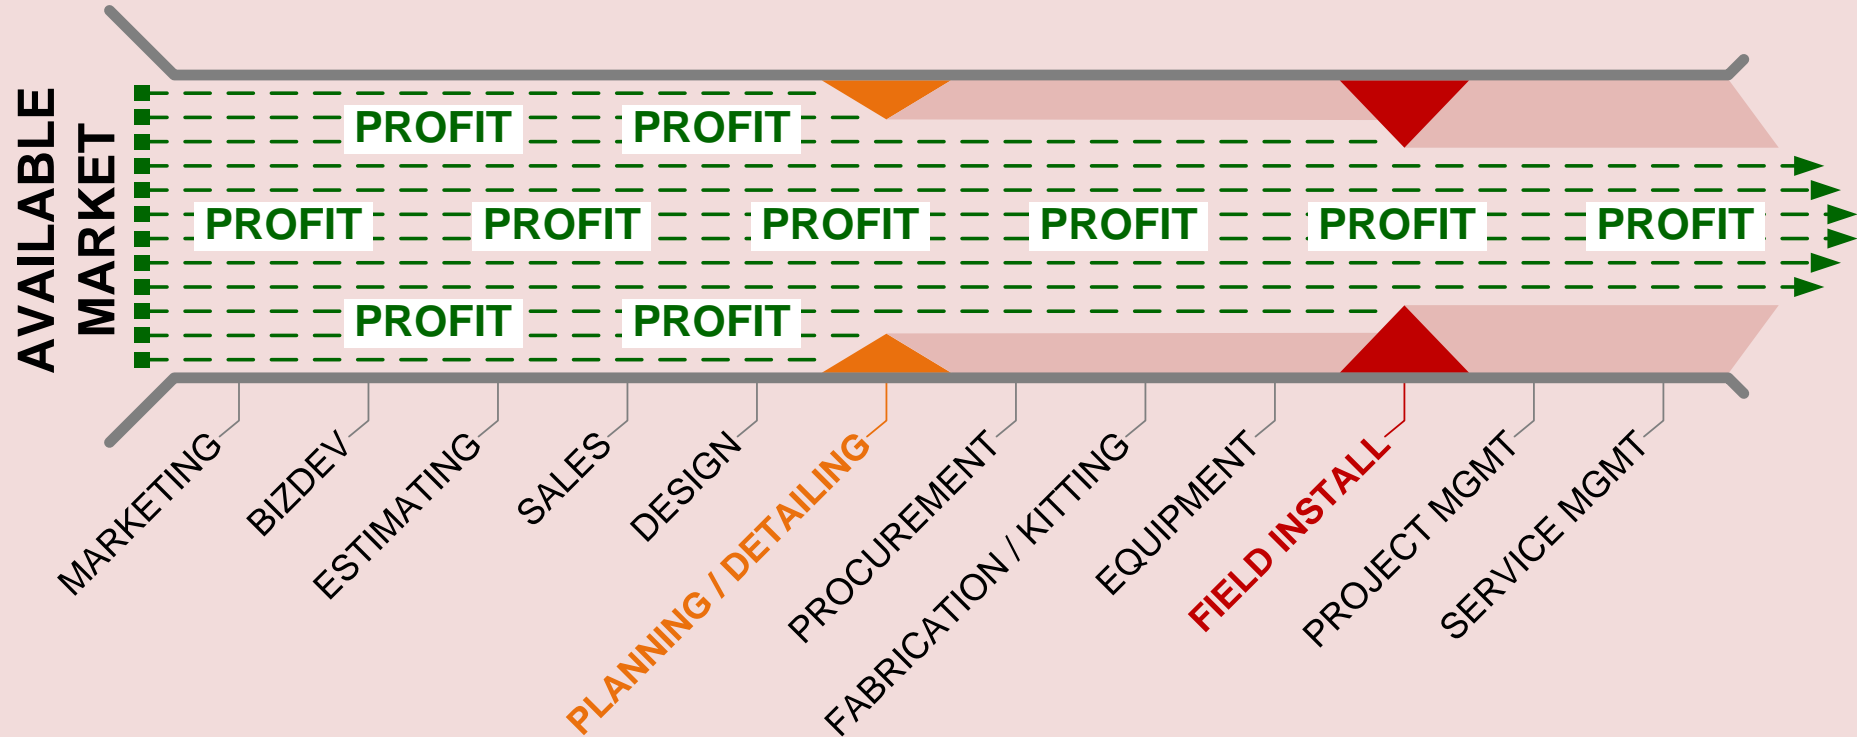 AVAILABLE
MARKET
PROFIT PROFIT
PROFIT PROFIT PROFIT PROFIT PROFIT PROFIT
PROFIT PROFIT
MARKETING
BIZDEV
ESTIMATING
SALES
DESIGN
PLANNING / DETAILING
PROCUREMENT
FABRICATION / KITTING
EQUIPMENT
FIELD INSTALL
PROJECT MGMT
SERVICE MGMT